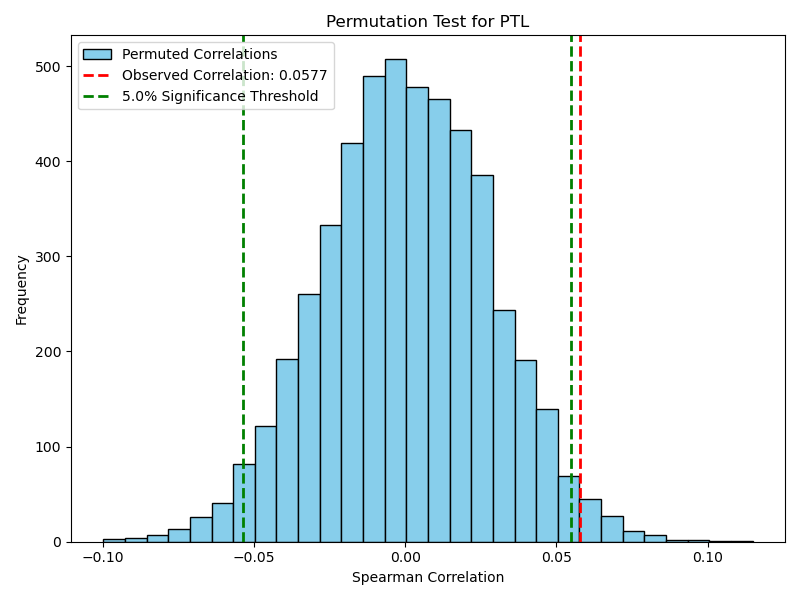 Permutation Test for PTL
Permuted Correlations
Observed Correlation: 0.0577
5.0% Significance Threshold
500
400
300
200
100
0
Frequency
−0.10
−0.05
0.00
0.05
0.10
Spearman Correlation